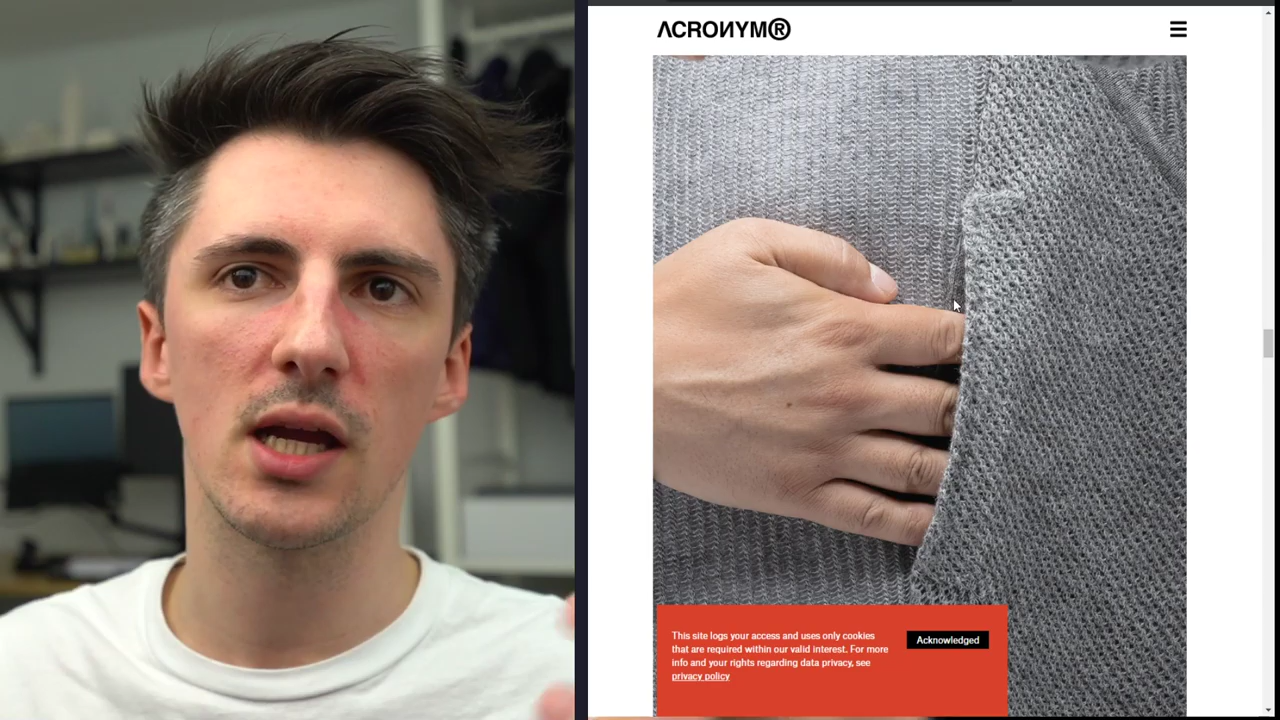 ACRONYM®
This site logs your access and uses only cookies
that are required within our valid interest. For more
info and your rights regarding data privacy, see
privacy policy
Acknowledged